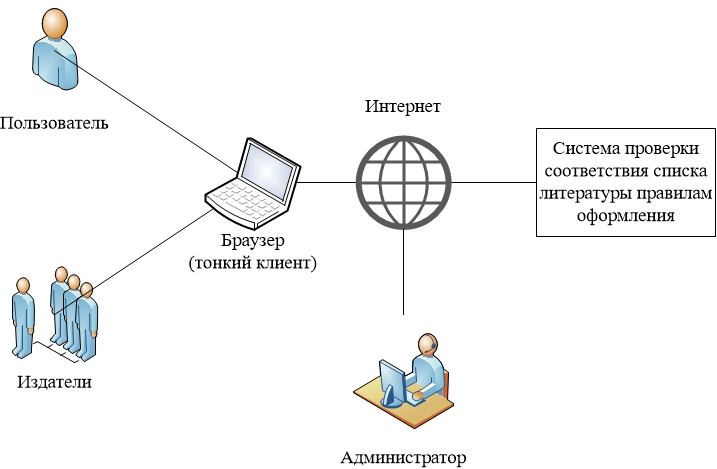 Пользователь
Интернет
Система проверки
соответствия списка
литературы правилам
оформления
Браузер
(тонкий клиент)
Издатели
Администратор